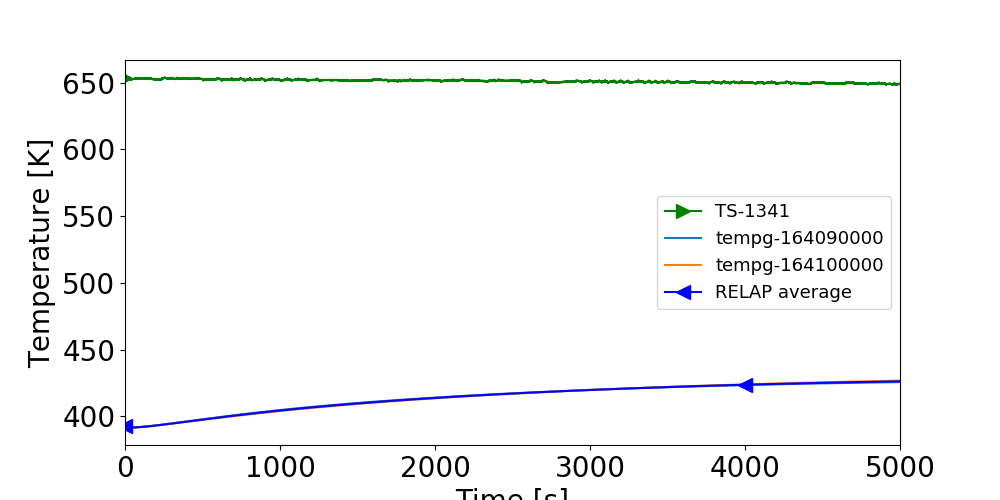 650
600
550
500
450
400
Temperature [K]
TS-1341
tempg-164090000
tempg-164100000
RELAP average
0 1000 2000 3000 4000 5000
Time [s]